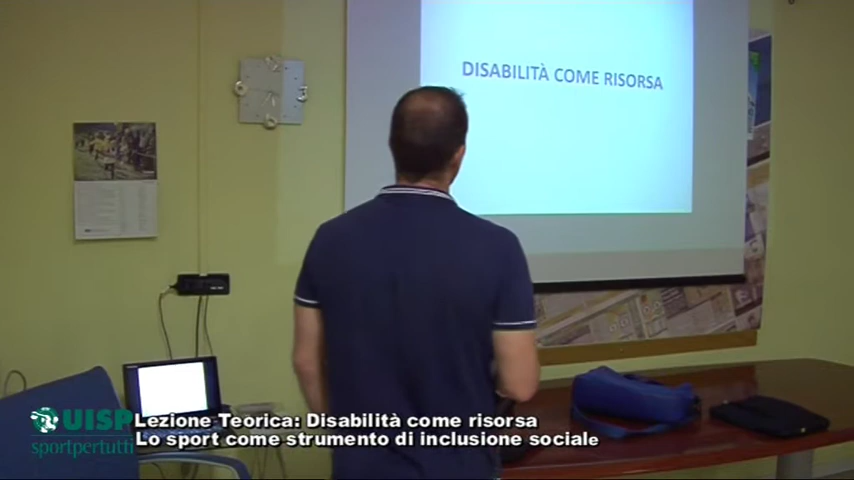 DISABILITÀ COME RISORSA
UISP
sportpertutti
Lezione Teorica: Disabilità come risorsa
Lo sport come strumento di inclusione sociale